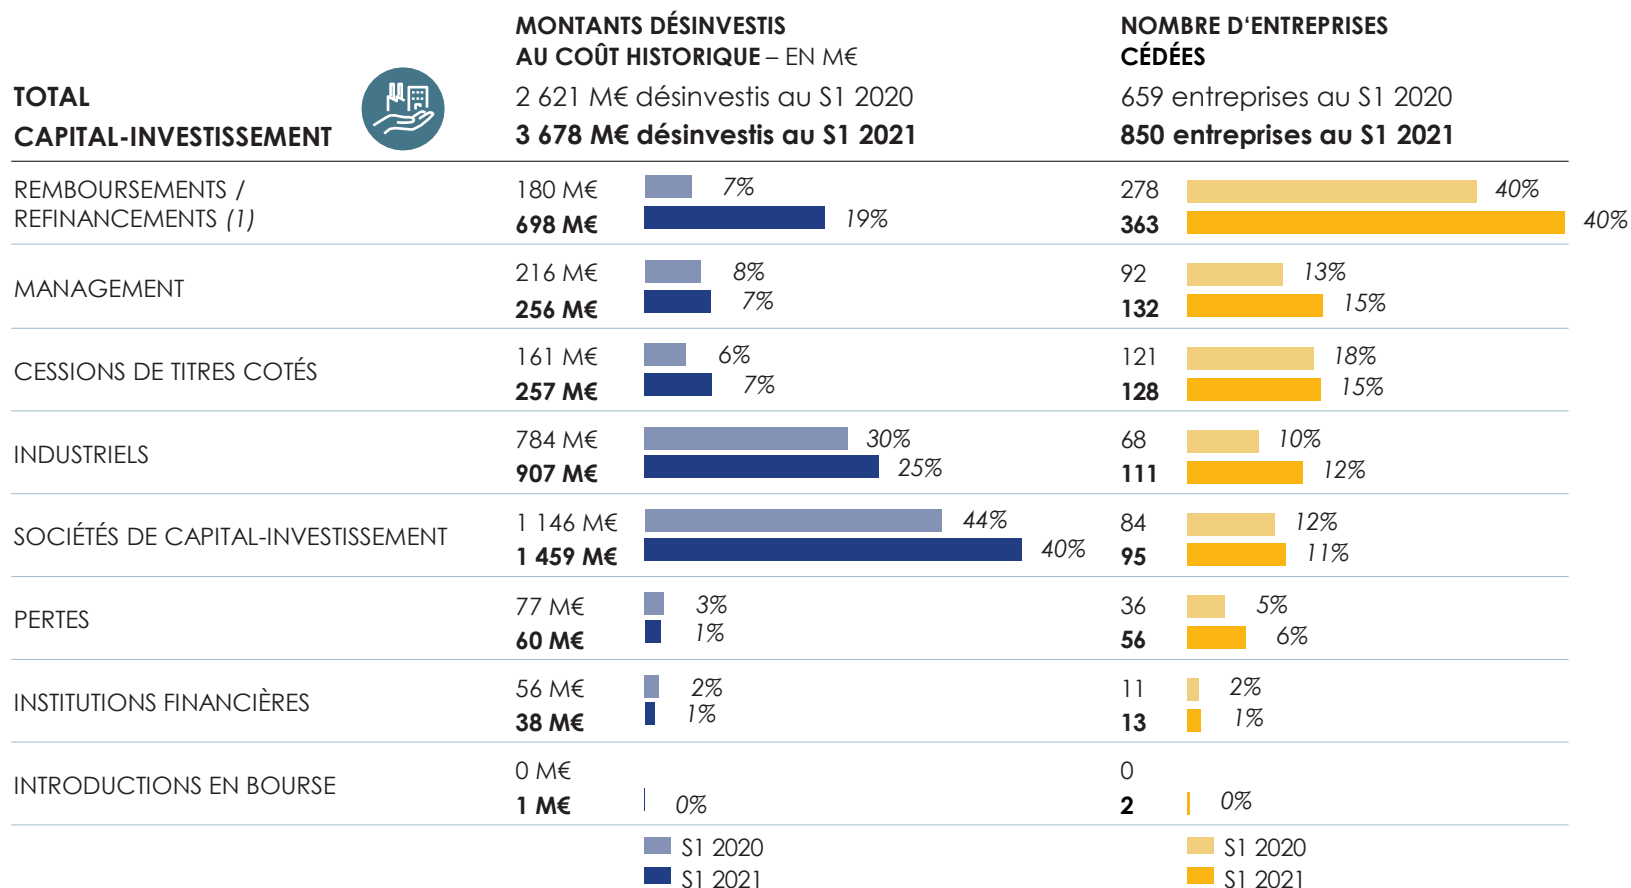 MONTANTS DÉSINVESTIS
AU COÛT HISTORIQUE – EN M€
NOMBRE D‘ENTREPRISES
CÉDÉES
TOTAL
CAPITAL-INVESTISSEMENT
2 621 M€ désinvestis au S1 2020
3 678 M€ désinvestis au S1 2021
659 entreprises au S1 2020
850 entreprises au S1 2021
REMBOURSEMENTS /
REFINANCEMENTS (1)
180 M€ 7% 278 40%
698 M€ 19% 363 40%
MANAGEMENT
216 M€ 8% 92 13%
256 M€ 7% 132 15%
CESSIONS DE TITRES COTÉS
161 M€ 6% 121 18%
257 M€ 7% 128 15%
INDUSTRIELS
784 M€ 30% 68 10%
907 M€ 25% 111 12%
SOCIÉTÉS DE CAPITAL-INVESTISSEMENT
1 146 M€ 44% 84 12%
1 459 M€ 40% 95 11%
PERTES
77 M€ 3% 36 5%
60 M€ 1% 56 6%
INSTITUTIONS FINANCIÈRES
56 M€ 2% 11 2%
38 M€ 1% 13 1%
INTRODUCTIONS EN BOURSE
0 M€ 0
1 M€ 0% 2 0%
S1 2020 S1 2020
S1 2021 S1 2021